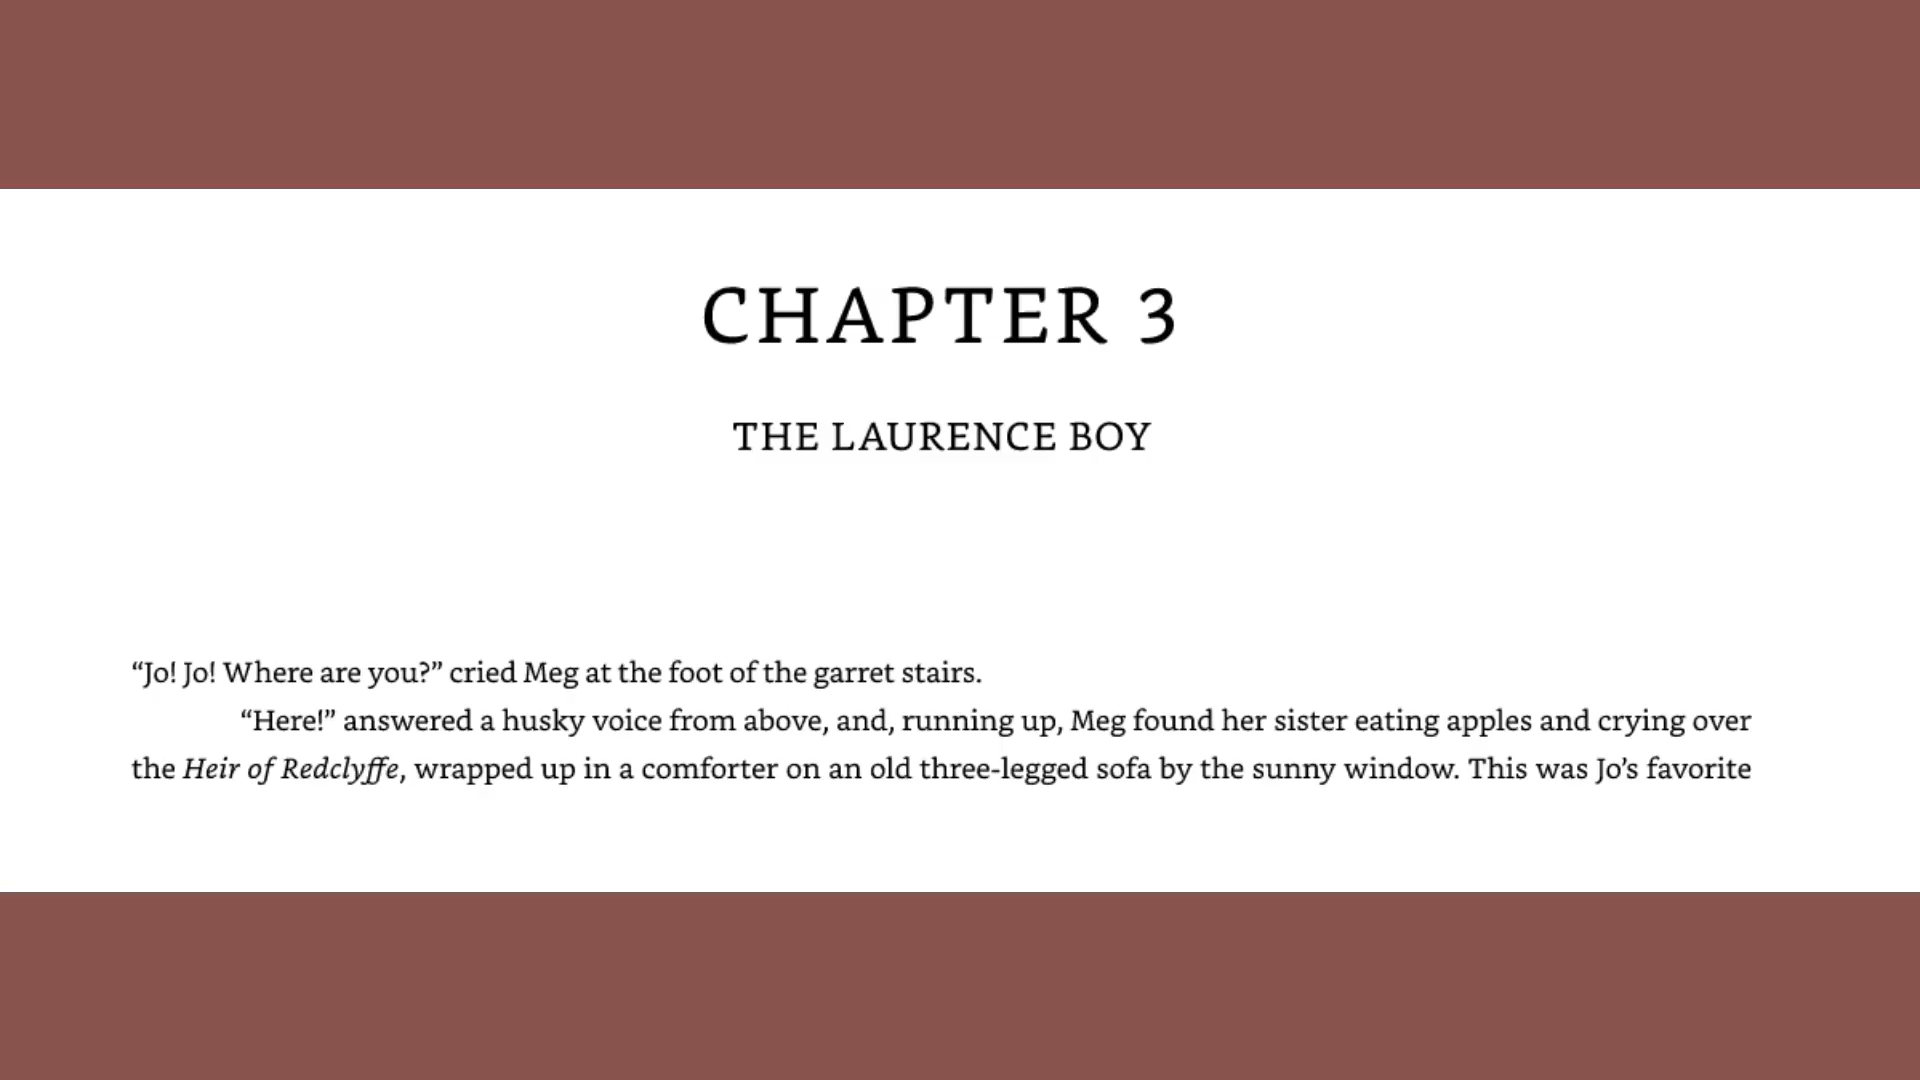 CHAPTER 3
THE LAURENCE BOY
“Jo! Jo! Where are you?” cried Meg at the foot of the garret stairs.
“Here!” answered a husky voice from above, and, running up, Meg found her sister eating apples and crying over
the Heir of Redclyffe, wrapped up in a comforter on an old three-legged sofa by the sunny window. This was Jo’s favorite